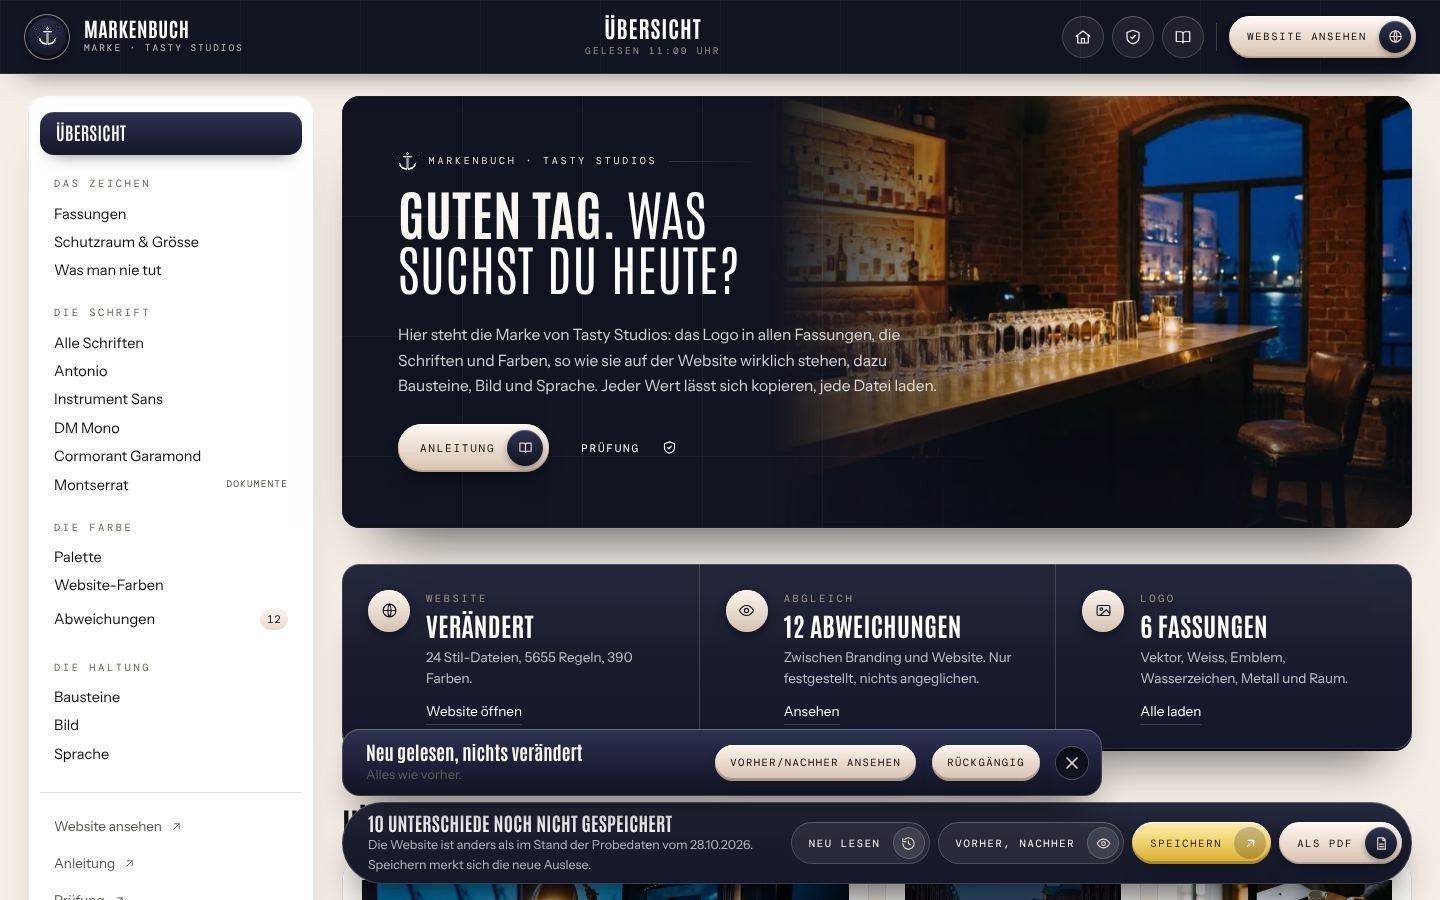 MARKENBUCH
MARKE · TASTY STUDIOS
ÜBERSICHT
GELESEN 11:09 UHR
WEBSITE ANSEHEN
ÜBERSICHT
DAS ZEICHEN
Fassungen
Schutzraum & Grösse
Was man nie tut
DIE SCHRIFT
Alle Schriften
Antonio
Instrument Sans
DM Mono
Cormorant Garamond
Montserrat DOKUMENTE
DIE FARBE
Palette
Website-Farben
Abweichungen 12
DIE HALTUNG
Bausteine
Bild
Sprache
Website ansehen
Anleitung
Prüfung
MARKENBUCH · TASTY STUDIOS
GUTEN TAG. WAS
SUCHST DU HEUTE?
Hier steht die Marke von Tasty Studios: das Logo in allen Fassungen, die
Schriften und Farben, so wie sie auf der Website wirklich stehen, dazu
Bausteine, Bild und Sprache. Jeder Wert lässt sich kopieren, jede Datei laden.
ANLEITUNG
PRÜFUNG
WEBSITE
VERÄNDERT
24 Stil-Dateien, 5655 Regeln, 390
Farben.
Website öffnen
ABGLEICH
12 ABWEICHUNGEN
Zwischen Branding und Website. Nur
festgestellt, nichts angeglichen.
Ansehen
LOGO
6 FASSUNGEN
Vektor, Weiss, Emblem,
Wasserzeichen, Metall und Raum.
Alle laden
Neu gelesen, nichts verändert
Alles wie vorher.
VORHER/NACHHER ANSEHEN
RÜCKGÄNGIG
10 UNTERSCHIEDE NOCH NICHT GESPEICHERT
Die Website ist anders als im Stand der Probedaten vom 28.10.2026.
Speichern merkt sich die neue Auslese.
NEU LESEN
VORHER, NACHHER
SPEICHERN
ALS PDF